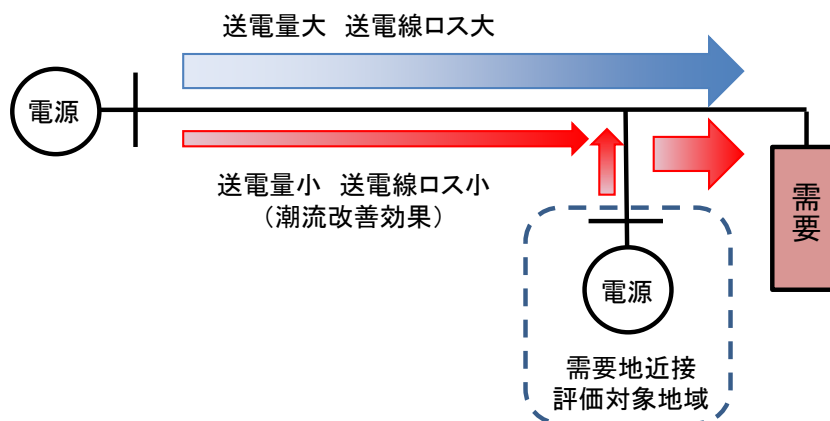 送電量大 送電線ロス大
電源
送電量小 送電線ロス小
（潮流改善効果）
需要
電源
需要地近接
評価対象地域